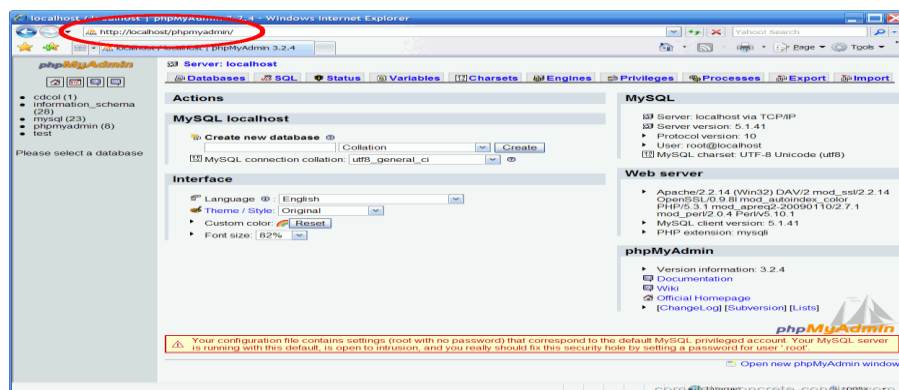 localhost / localhost | phpMyAdmin 3.2.4 - Windows Internet Explorer
http://localhost/phpmyadmin/
Yahoo! Search
localhost / localhost | phpMyAdmin 3.2.4
Page
Tools
phpMyAdmin
cdcol (1)
information_schema
(28)
mysql (23)
phpmyadmin (8)
test
Please select a database
Server: localhost
Databases SQL Status Variables Charsets Engines Privileges Processes Export Import
Actions
MySQL localhost
Create new database
Collation Create
MySQL connection collation: utf8_general_ci
Interface
Language : English
Theme / Style: Original
Custom color: Reset
Font size: 82%
MySQL
Server: localhost via TCP/IP
Server version: 5.1.41
Protocol version: 10
User: root@localhost
MySQL charset: UTF-8 Unicode (utf8)
Web server
Apache/2.2.14 (Win32) DAV/2 mod_ssl/2.2.14
OpenSSL/0.9.8l mod_autoindex_color
PHP/5.3.1 mod_apreq2-20090110/2.7.1
mod_perl/2.0.4 Perl/v5.10.1
MySQL client version: 5.1.41
PHP extension: mysqli
phpMyAdmin
Version information: 3.2.4
Documentation
Wiki
Official Homepage
[ChangeLog] [Subversion] [Lists]
phpMyAdmin
Your configuration file contains settings (root with no password) that correspond to the default MySQL privileged account. Your MySQL server
is running with this default, is open to intrusion, and you really should fix this security hole by setting a password for user '.root'.
Open new phpMyAdmin window